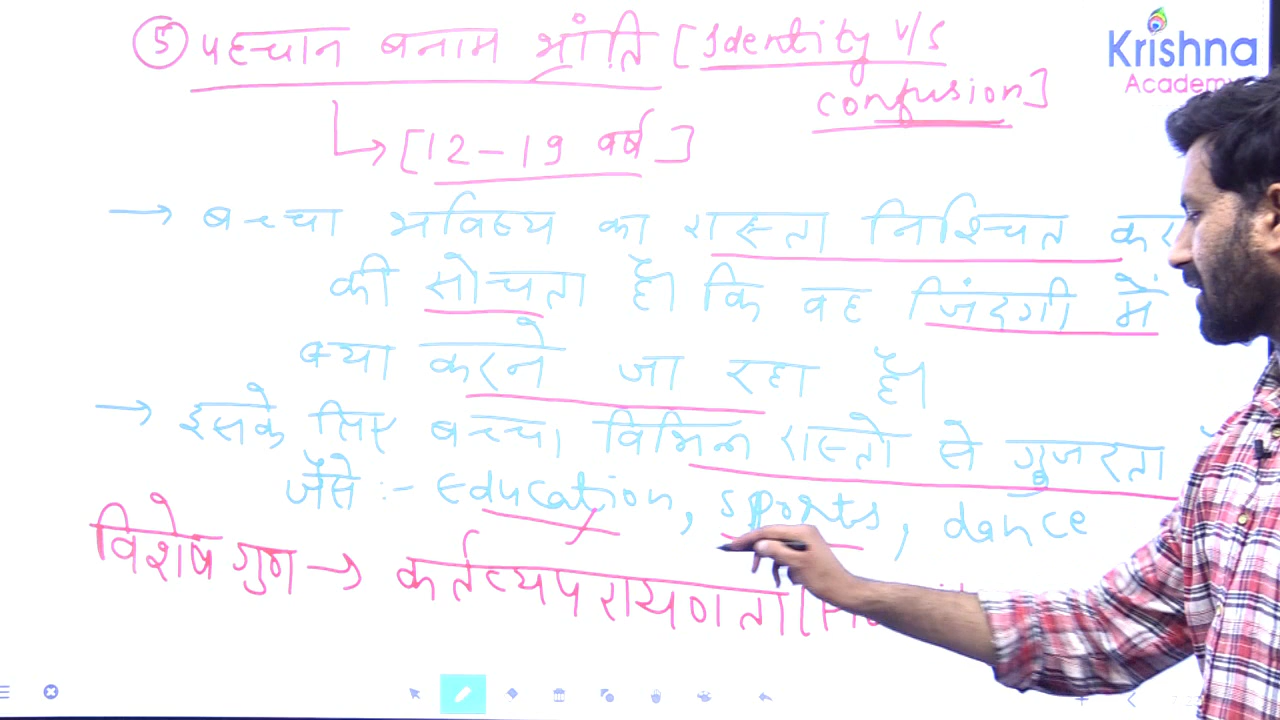 ⑤ पहचान बनाम भ्रांति [Identity v/s
confusion]
Krishna
Academy
→ [12-19 वर्ष]
→ बच्चा भविष्य का रास्ता निश्चित कर
की सोचता है। कि वह जिंदगी में
क्या करने जा रहा है।
→ इसके लिए बच्चा विभिन्न रास्तो से गुजरता
जैसे :- Education, sports, dance
विशेष गुण → कर्तव्यपरायणता [